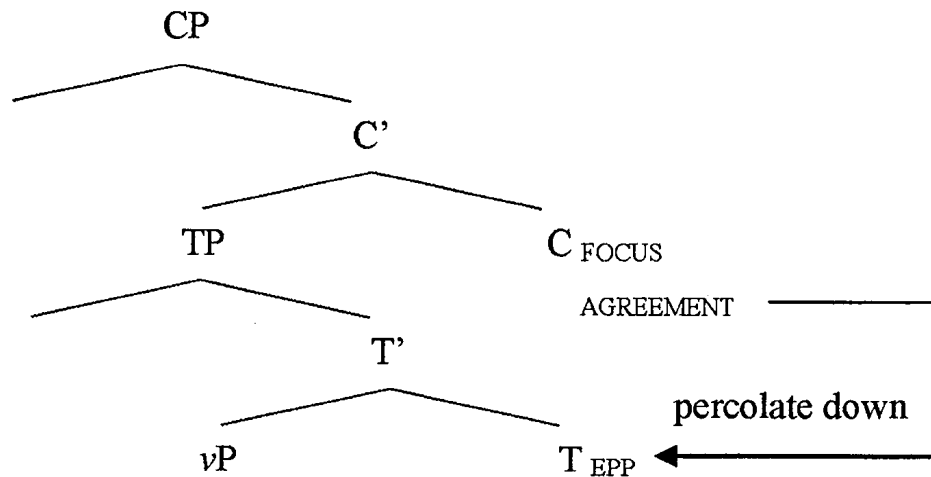 CP
C’
TP C FOCUS
AGREEMENT
T’
percolate down
vP T EPP